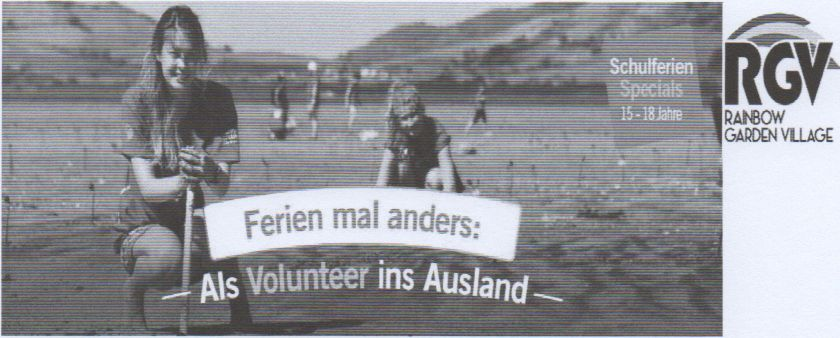 Schulferien
Specials
15 - 18 Jahre
RGV
RAINBOW
GARDEN VILLAGE
Ferien mal anders:
— Als Volunteer ins Ausland —